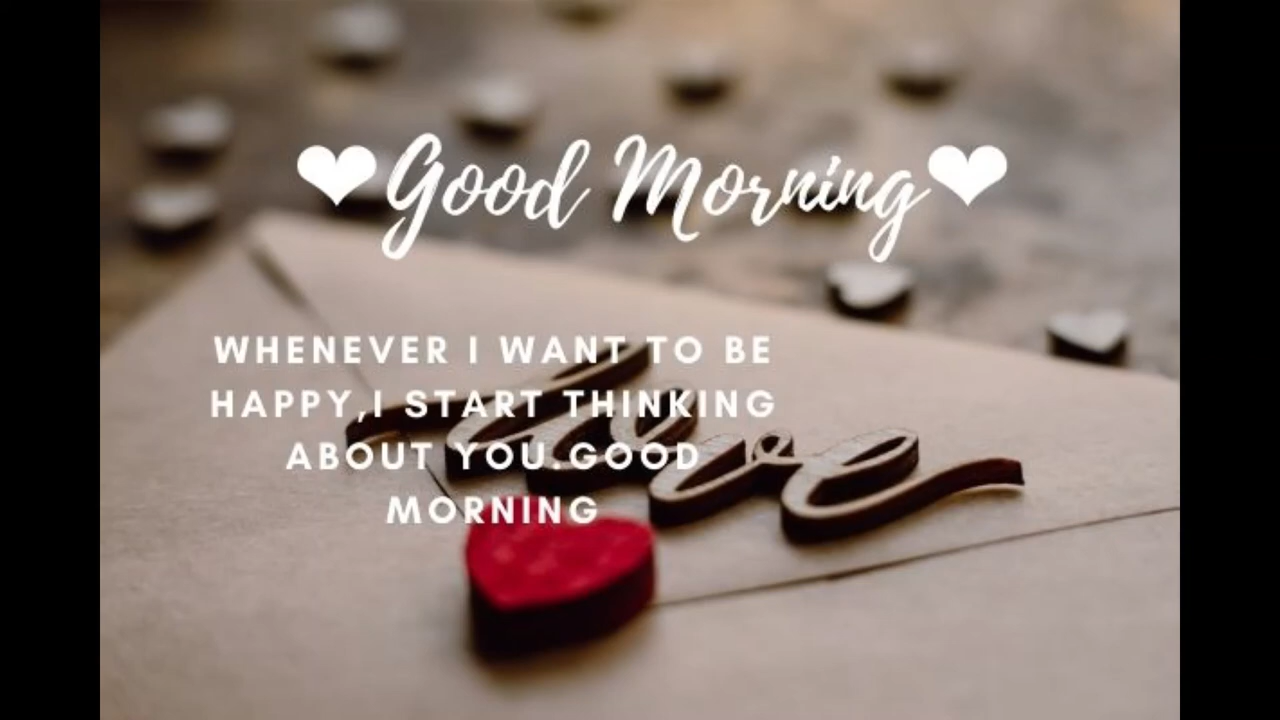 ❤Good Morning❤
WHENEVER I WANT TO BE
HAPPY,I START THINKING
ABOUT YOU.GOOD
MORNING
love